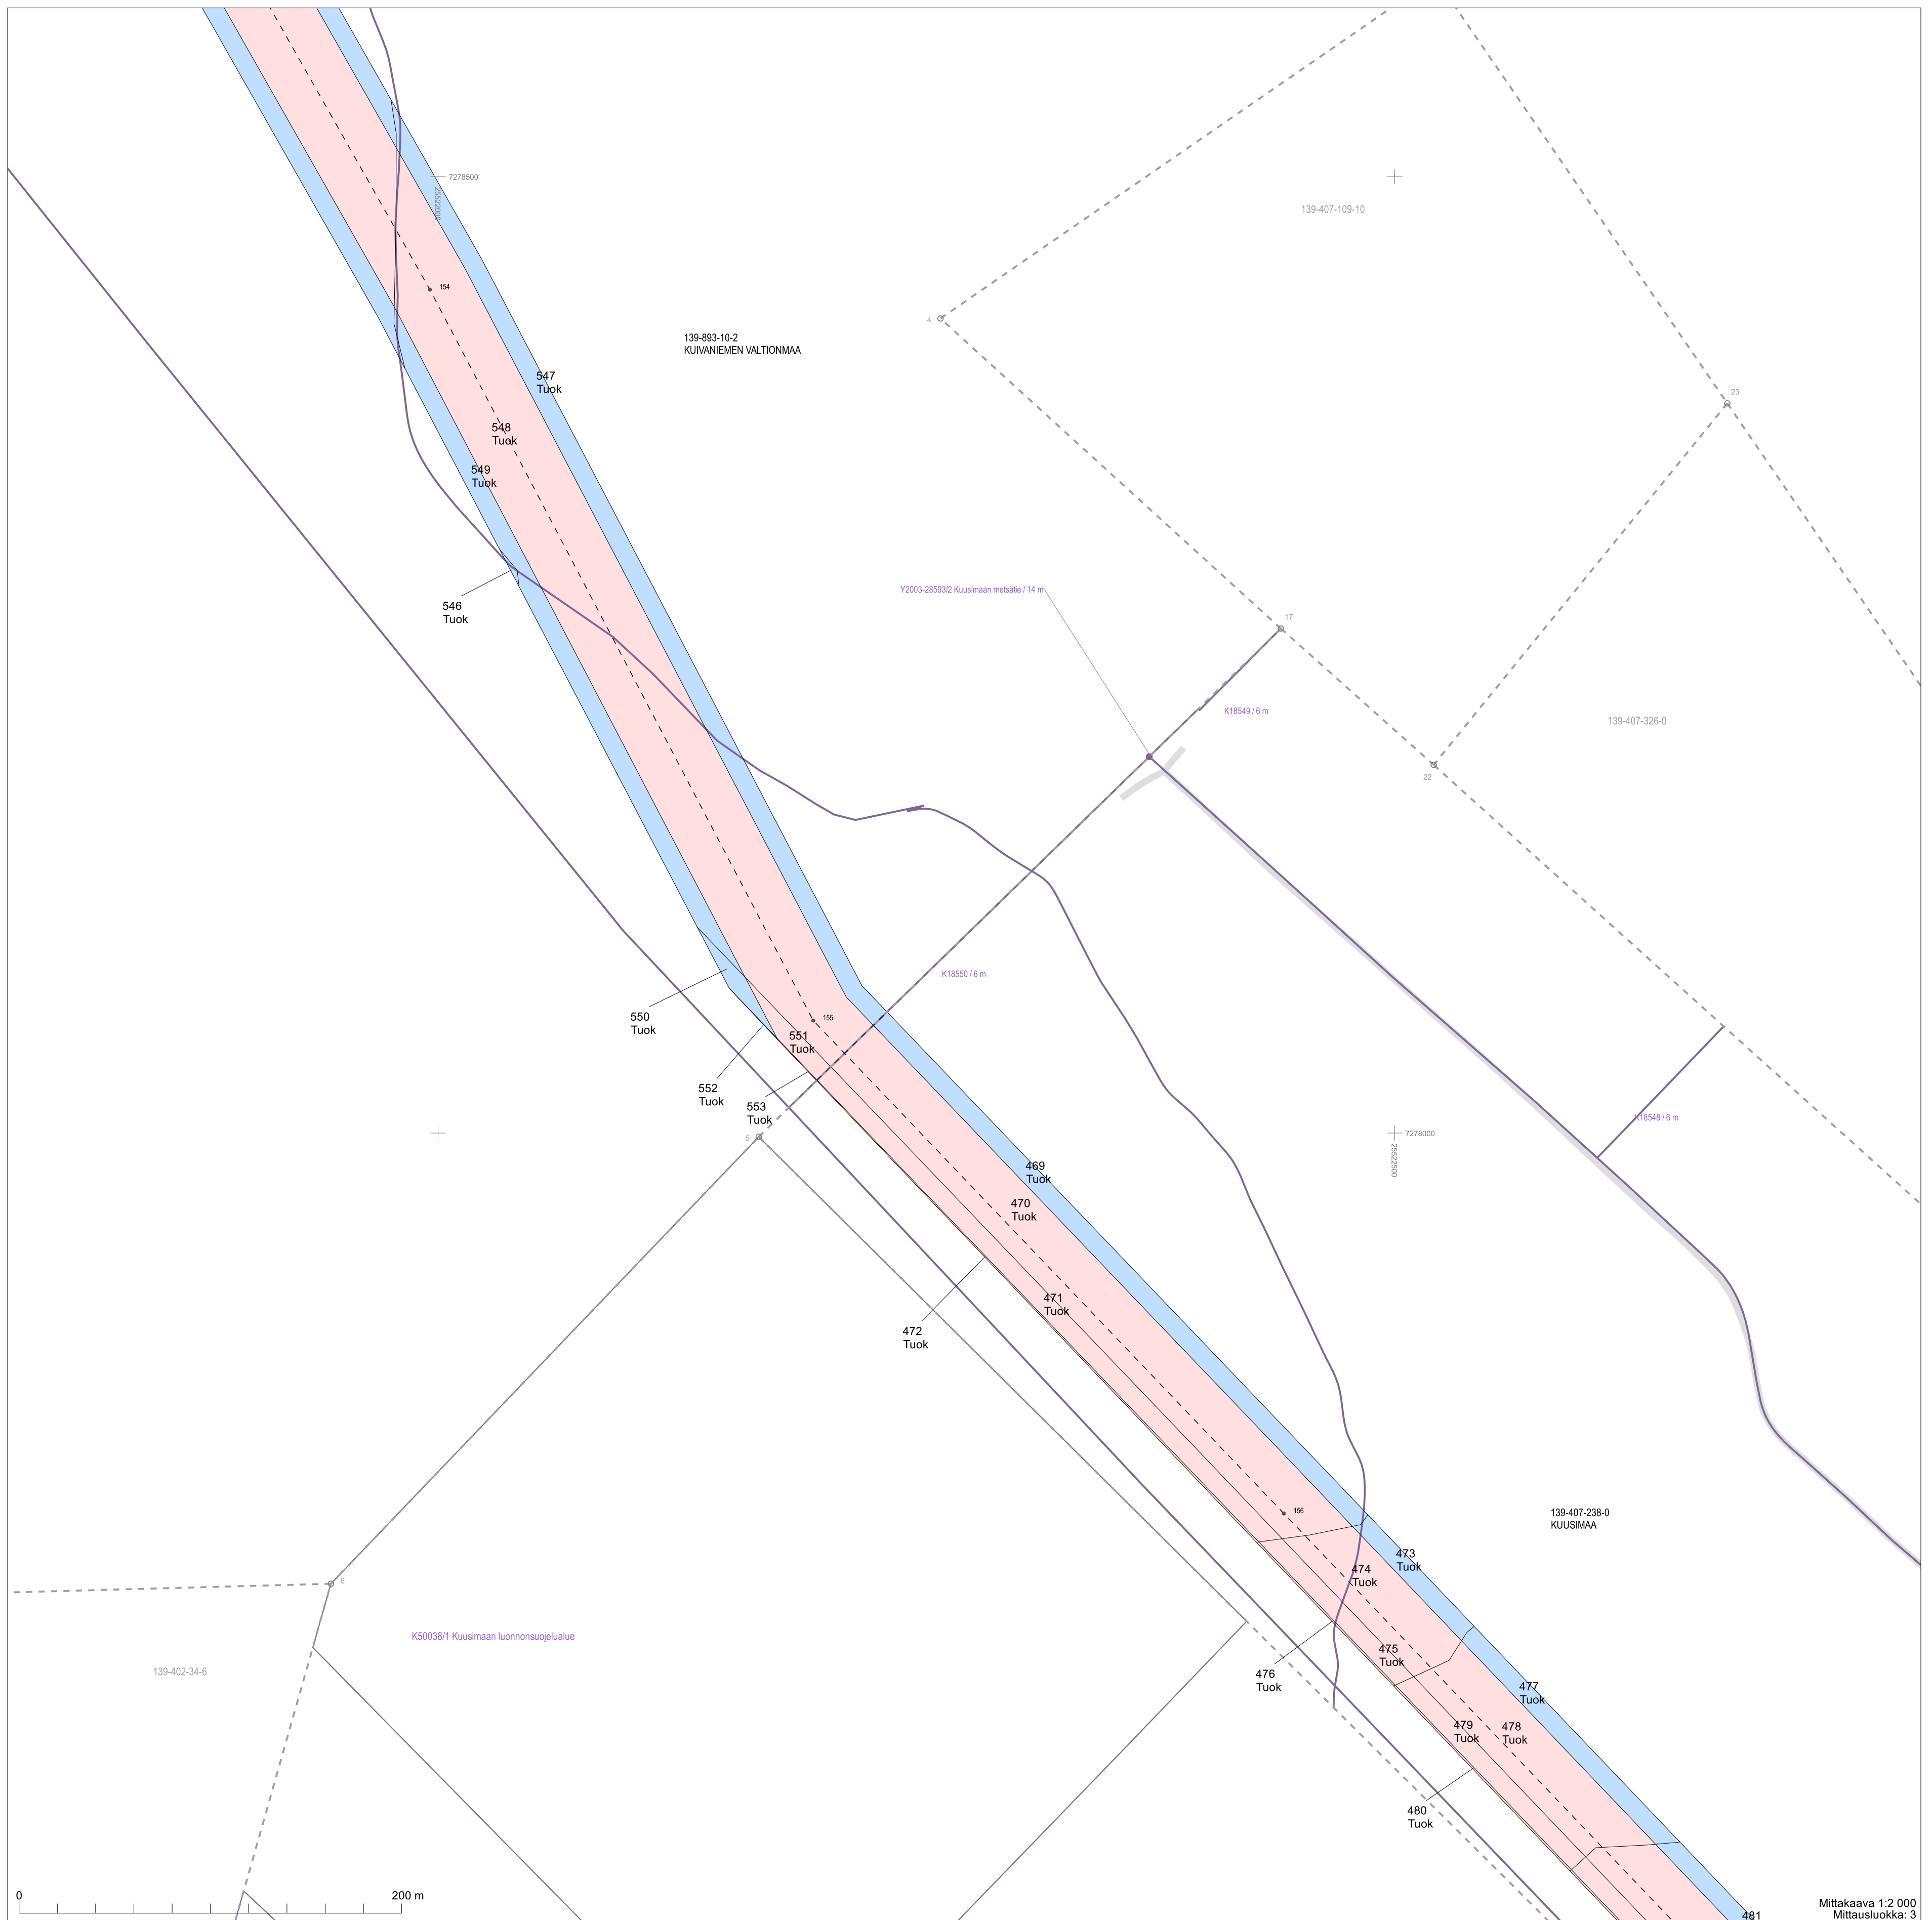 7278500
25522000
139-407-109-10
154
4
139-893-10-2
KUIVANIEMEN VALTIONMAA
547
Tuok
23
548
Tuok
549
Tuok
546
Tuok
Y2003-28593/2 Kuusimaan metsätie / 14 m
17
K18549 / 6 m
139-407-326-0
22
K18550 / 6 m
550
Tuok
155
551
Tuok
552
Tuok
553
Tuok
5
K18548 / 6 m
7278000
25522500
469
Tuok
470
Tuok
471
Tuok
472
Tuok
156
139-407-238-0
KUUSIMAA
473
Tuok
474
Tuok
6
K50038/1 Kuusimaan luonnonsuojelualue
139-402-34-6
475
Tuok
476
Tuok
477
Tuok
478
Tuok
479
Tuok
480
Tuok
0
200 m
481
Mittakaava 1:2 000
Mittausluokka: 3